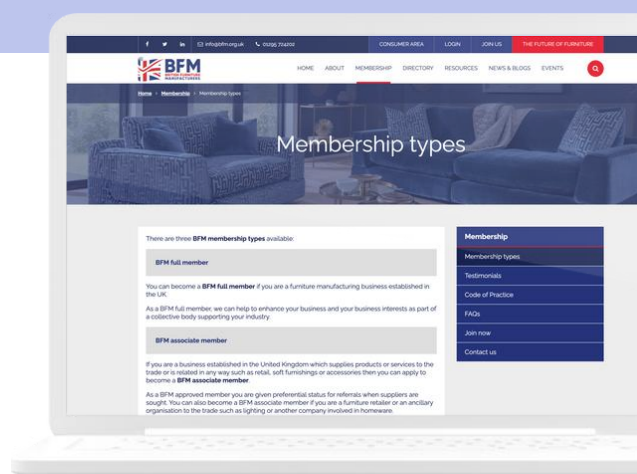 info@bfm.org.uk 01295 724202 CONSUMER AREA LOGIN JOIN US THE FUTURE OF FURNITURE
BFM
BRITISH FURNITURE
MANUFACTURERS
HOME ABOUT MEMBERSHIP DIRECTORY RESOURCES NEWS & BLOGS EVENTS
Home > Membership > Membership types
Membership types
There are three BFM membership types available:
BFM full member
You can become a BFM full member if you are a furniture manufacturing business established in
the UK.
As a BFM full member, we can help to enhance your business and your business interests as part of
a collective body supporting your industry.
BFM associate member
If you are a business established in the United Kingdom which supplies products or services to the
trade or is related in any way such as retail, soft furnishings or accessories then you can apply to
become a BFM associate member.
As a BFM approved member you are given preferential status for referrals when suppliers are
sought. You can also become a BFM associate member if you are a furniture retailer or an ancillary
organisation to the trade such as lighting or another company involved in homeware.
Membership
Membership types
Testimonials
Code of Practice
FAQs
Join now
Contact us